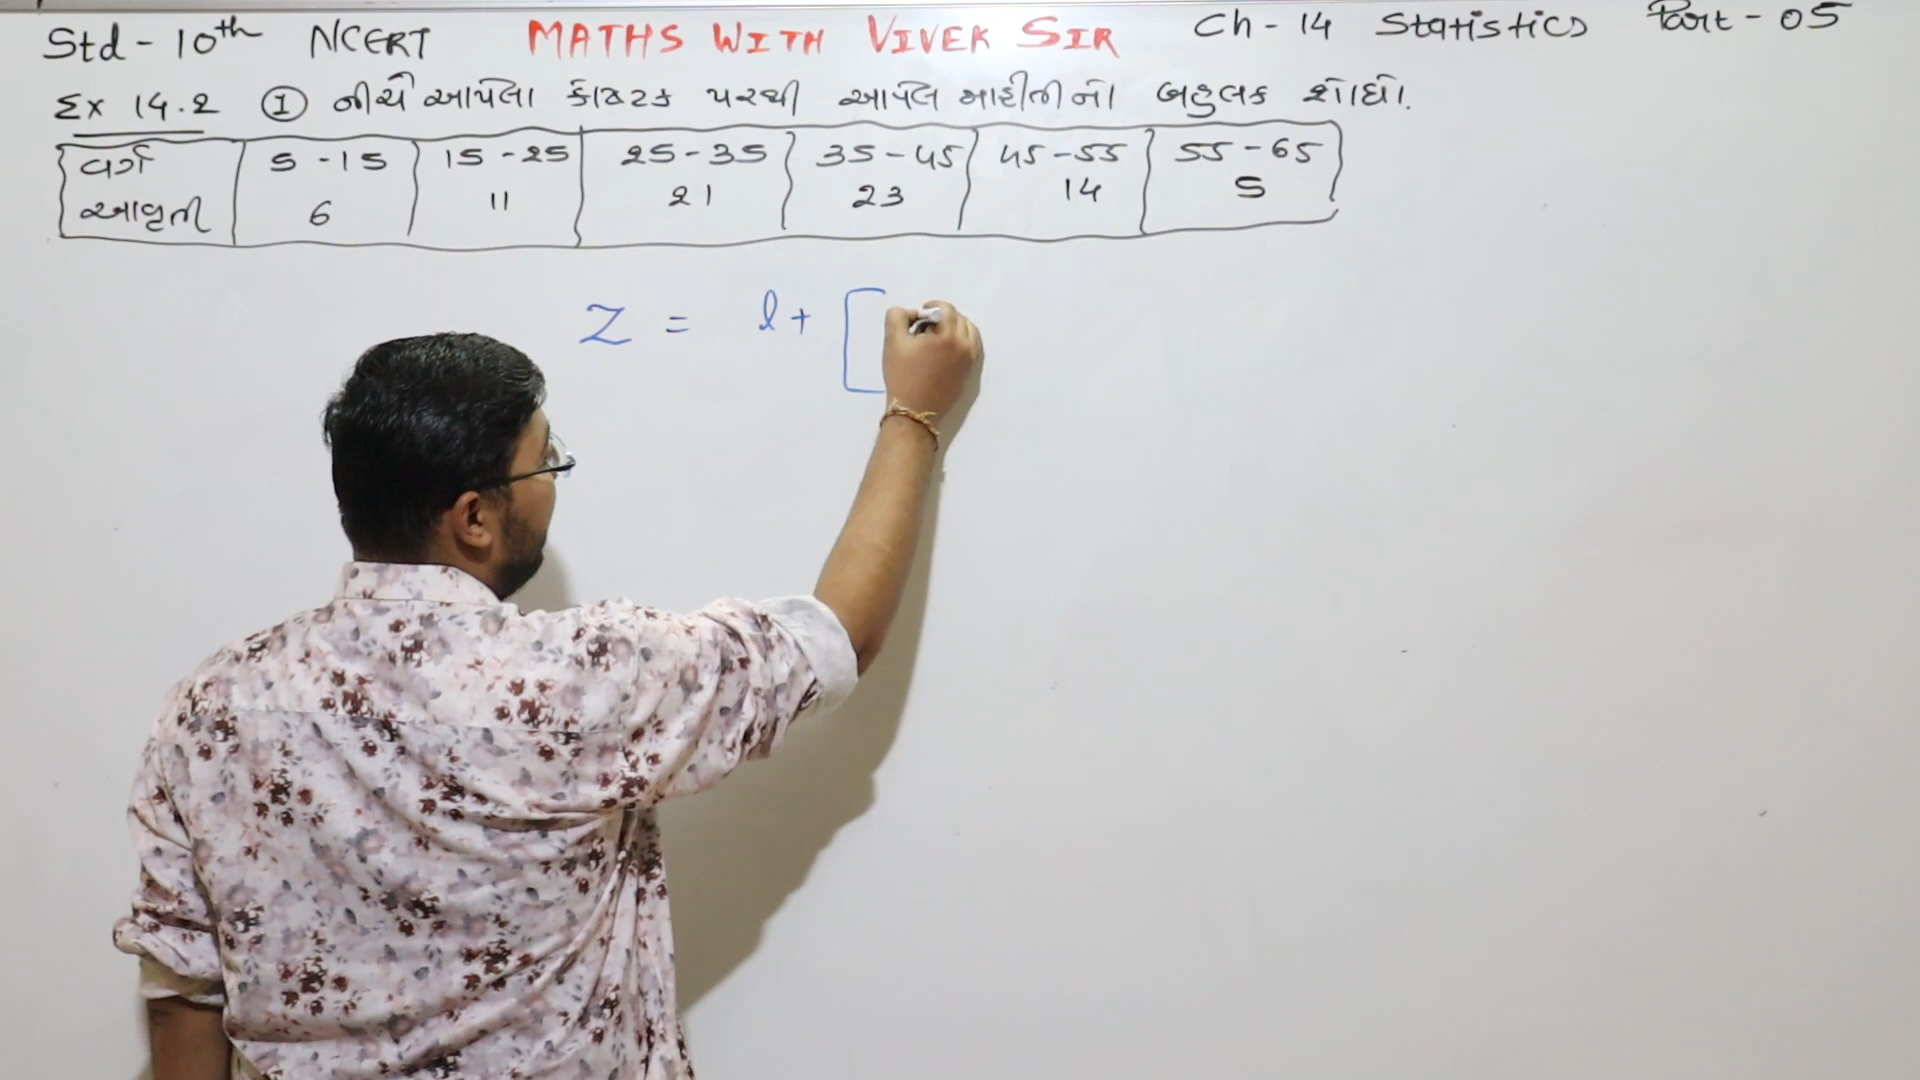 Std - 10th NCERT MATHS WITH VIVEK SIR Ch - 14 Statistics Part - 05
Ex 14.2 ① નીચે આપેલા કોષ્ટક પરથી આપેલ માહીતીનો બહુલક શોધો.
વર્ગ 5 - 15 15 - 25 25 - 35 35 - 45 45 - 55 55 - 65
આવૃતી 6 11 21 23 14 5
Z = l + [